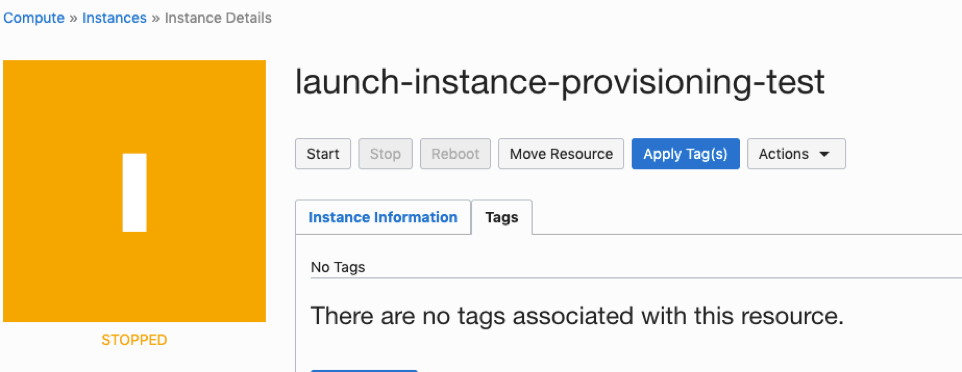 Compute » Instances » Instance Details
I
launch-instance-provisioning-test
Start Stop Reboot Move Resource Apply Tag(s) Actions
Instance Information Tags
No Tags
There are no tags associated with this resource.
STOPPED